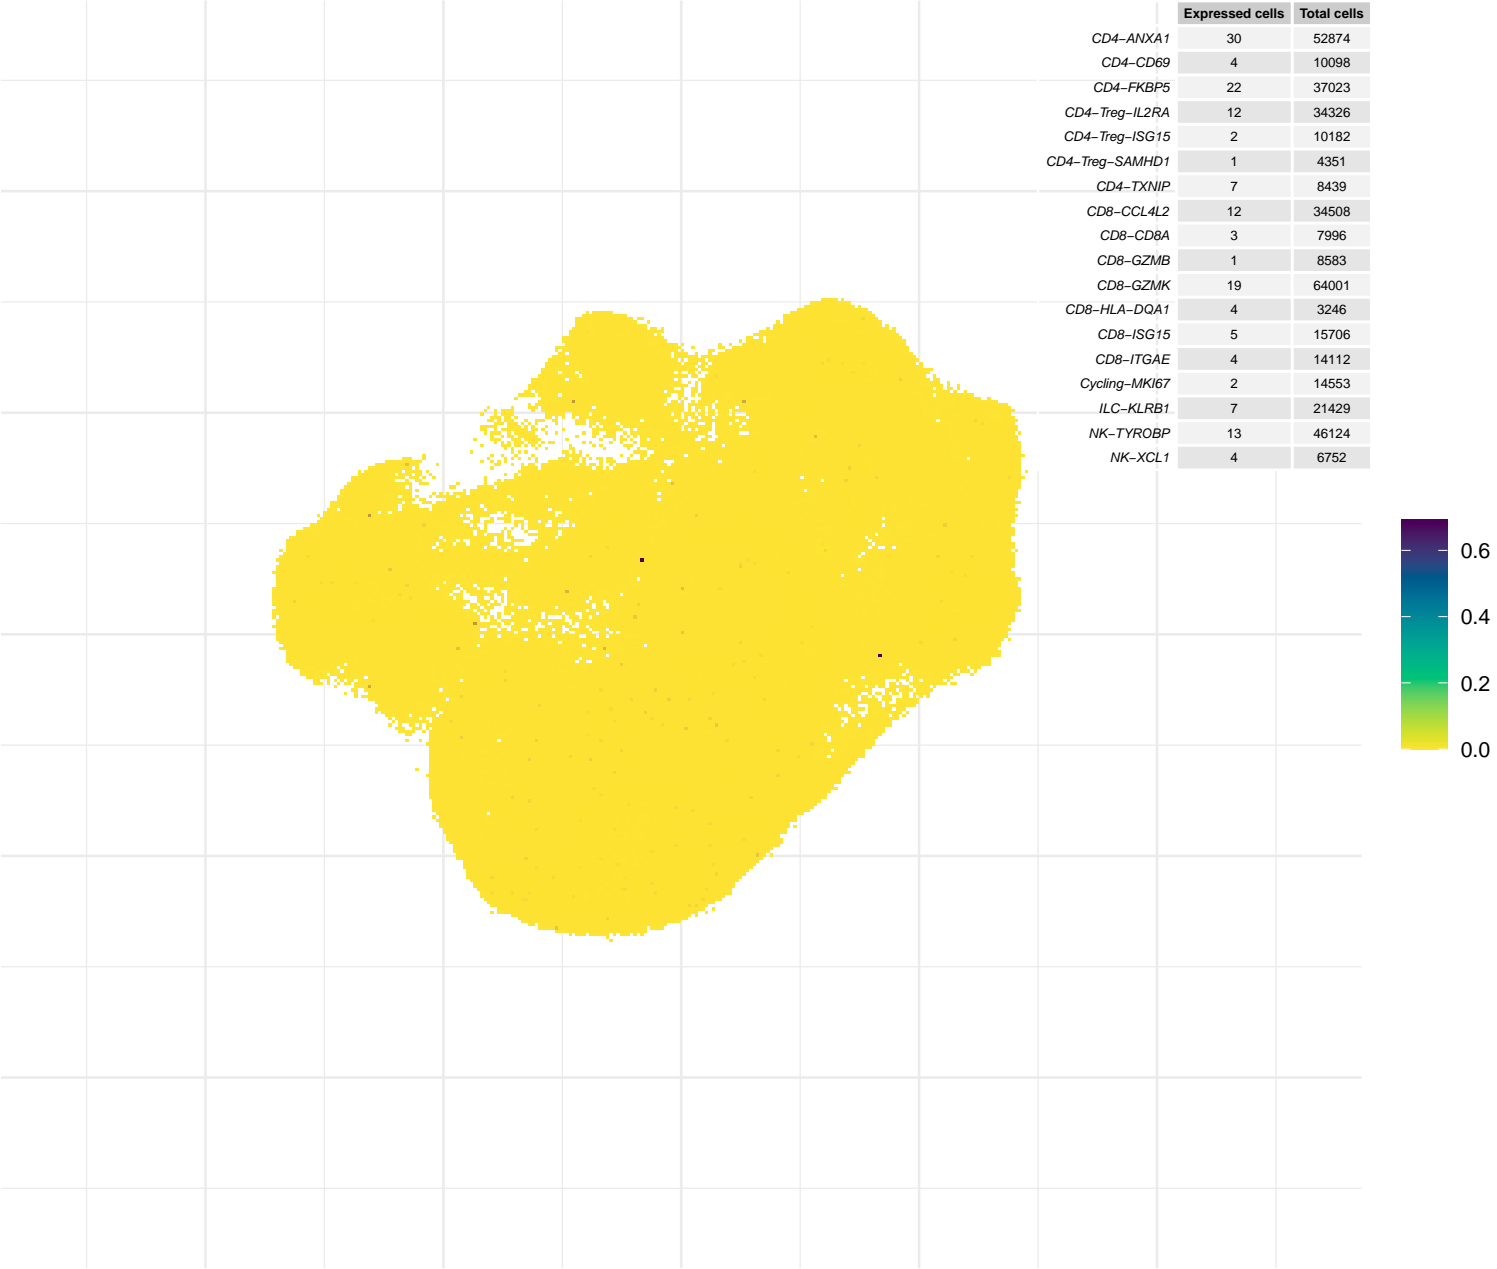 Expressed cells Total cells
CD4−ANXA1 30 52874
CD4−CD69 4 10098
CD4−FKBP5 22 37023
CD4−Treg−IL2RA 12 34326
CD4−Treg−ISG15 2 10182
CD4−Treg−SAMHD1 1 4351
CD4−TXNIP 7 8439
CD8−CCL4L2 12 34508
CD8−CD8A 3 7996
CD8−GZMB 1 8583
CD8−GZMK 19 64001
CD8−HLA−DQA1 4 3246
CD8−ISG15 5 15706
CD8−ITGAE 4 14112
Cycling−MKI67 2 14553
ILC−KLRB1 7 21429
NK−TYROBP 13 46124
NK−XCL1 4 6752
0.6
0.4
0.2
0.0